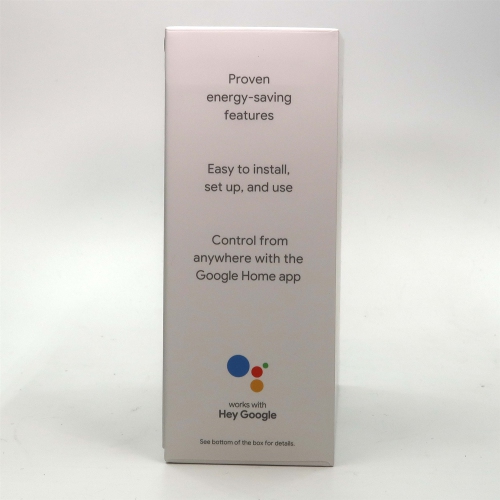 Proven
energy-saving
features
Easy to install,
set up, and use
Control from
anywhere with the
Google Home app
works with
Hey Google
See bottom of the box for details.